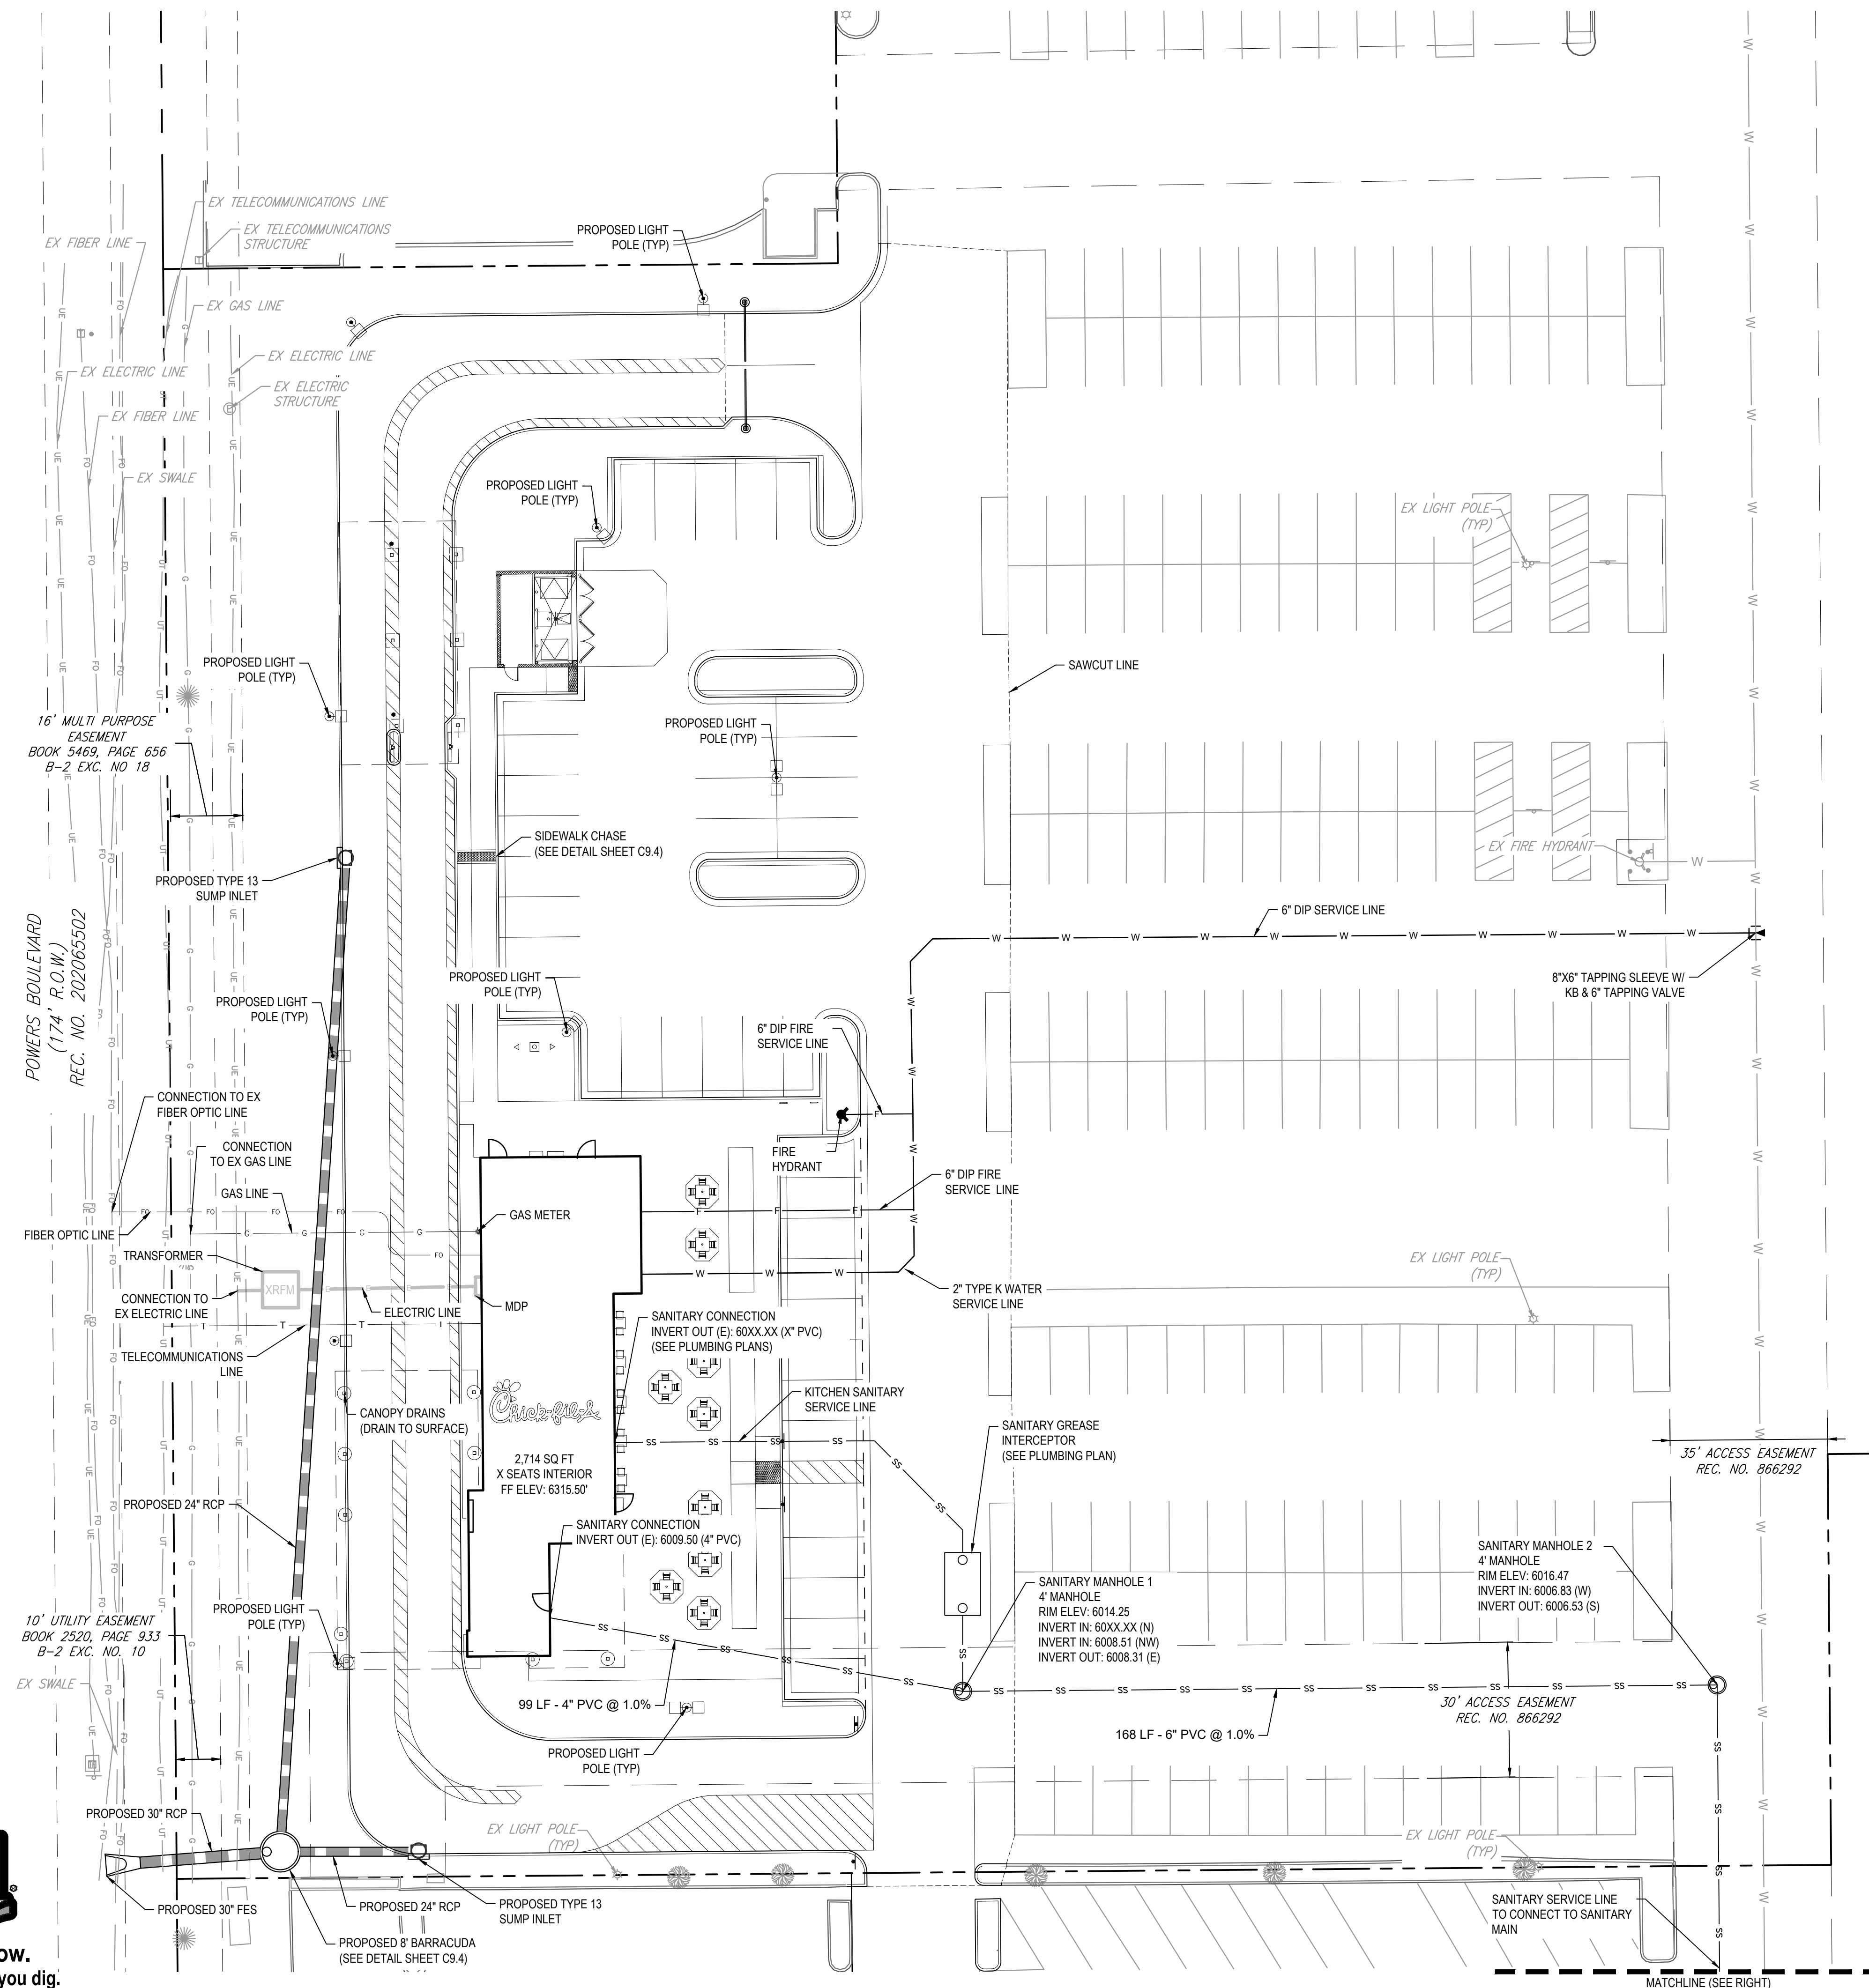 EX TELECOMMUNICATIONS LINE
EX TELECOMMUNICATIONS
STRUCTURE
EX FIBER LINE
PROPOSED LIGHT
POLE (TYP)
EX GAS LINE
EX ELECTRIC LINE
EX ELECTRIC LINE
EX ELECTRIC
STRUCTURE
EX FIBER LINE
EX SWALE
PROPOSED LIGHT
POLE (TYP)
EX LIGHT POLE
(TYP)
PROPOSED LIGHT
POLE (TYP)
SAWCUT LINE
16' MULTI PURPOSE
EASEMENT
BOOK 5469, PAGE 656
B-2 EXC. NO 18
PROPOSED LIGHT
POLE (TYP)
SIDEWALK CHASE
(SEE DETAIL SHEET C9.4)
EX FIRE HYDRANT
PROPOSED TYPE 13
SUMP INLET
6" DIP SERVICE LINE
POWERS BOULEVARD
(174' R.O.W.)
REC. NO. 202065502
PROPOSED LIGHT
POLE (TYP)
8"X6" TAPPING SLEEVE W/
KB & 6" TAPPING VALVE
PROPOSED LIGHT
POLE (TYP)
6" DIP FIRE
SERVICE LINE
CONNECTION TO EX
FIBER OPTIC LINE
CONNECTION
TO EX GAS LINE
FIRE
HYDRANT
6" DIP FIRE
SERVICE LINE
GAS LINE
GAS METER
FIBER OPTIC LINE
TRANSFORMER
XRFM
EX LIGHT POLE
(TYP)
CONNECTION TO
EX ELECTRIC LINE
ELECTRIC LINE
MDP
2" TYPE K WATER
SERVICE LINE
SANITARY CONNECTION
INVERT OUT (E): 60XX.XX (X" PVC)
(SEE PLUMBING PLANS)
TELECOMMUNICATIONS
LINE
Chick-fil-A
KITCHEN SANITARY
SERVICE LINE
CANOPY DRAINS
(DRAIN TO SURFACE)
SANITARY GREASE
INTERCEPTOR
(SEE PLUMBING PLAN)
35' ACCESS EASEMENT
REC. NO. 866292
2,714 SQ FT
X SEATS INTERIOR
FF ELEV: 6315.50'
PROPOSED 24" RCP
SANITARY CONNECTION
INVERT OUT (E): 6009.50 (4" PVC)
SANITARY MANHOLE 2
4' MANHOLE
RIM ELEV: 6016.47
INVERT IN: 6006.83 (W)
INVERT OUT: 6006.53 (S)
SANITARY MANHOLE 1
4' MANHOLE
RIM ELEV: 6014.25
INVERT IN: 60XX.XX (N)
INVERT IN: 6008.51 (NW)
INVERT OUT: 6008.31 (E)
PROPOSED LIGHT
POLE (TYP)
10' UTILITY EASEMENT
BOOK 2520, PAGE 933
B-2 EXC. NO. 10
EX SWALE
99 LF - 4" PVC @ 1.0%
30' ACCESS EASEMENT
REC. NO. 866292
168 LF - 6" PVC @ 1.0%
PROPOSED LIGHT
POLE (TYP)
PROPOSED 30" RCP
EX LIGHT POLE
(TYP)
EX LIGHT POLE
(TYP)
PROPOSED 30" FES
PROPOSED 24" RCP
PROPOSED TYPE 13
SUMP INLET
SANITARY SERVICE LINE
TO CONNECT TO SANITARY
MAIN
PROPOSED 8' BARRACUDA
(SEE DETAIL SHEET C9.4)
ow.
you dig.
MATCHLINE (SEE RIGHT)